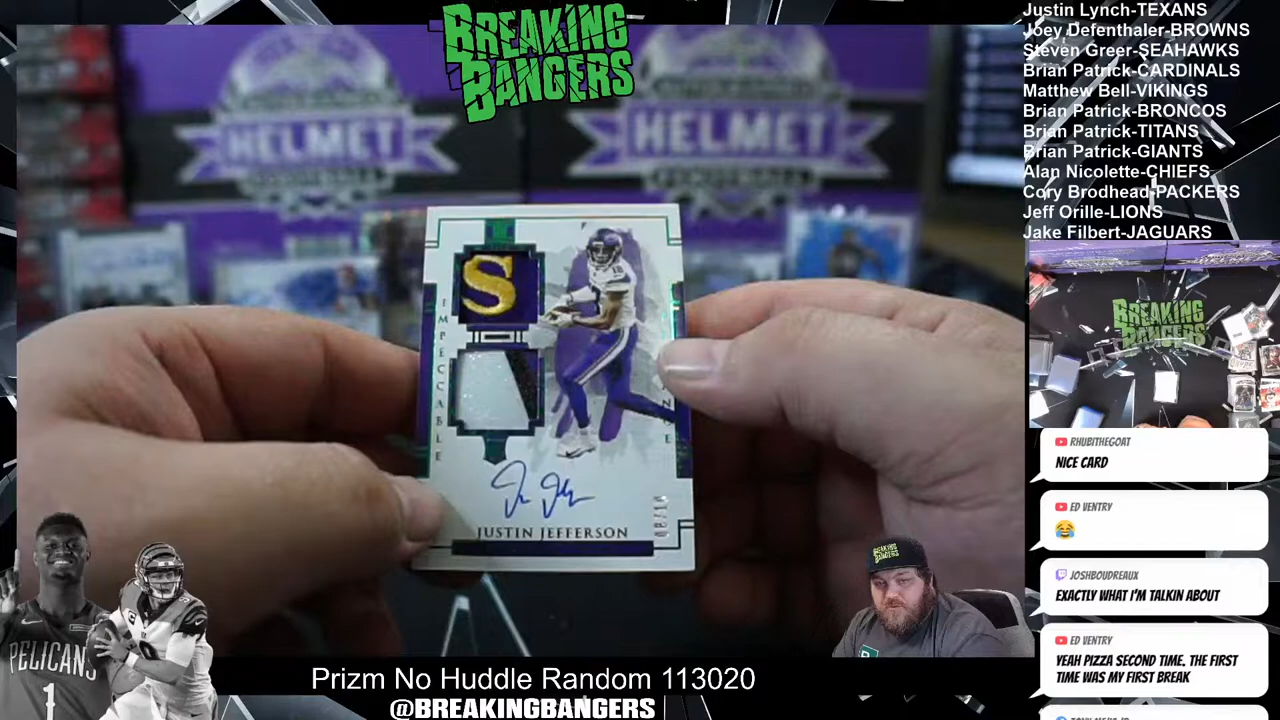 BREAKING
BANGERS
Justin Lynch-TEXANS
Joey Defenthaler-BROWNS
Steven Greer-SEAHAWKS
Brian Patrick-CARDINALS
Matthew Bell-VIKINGS
Brian Patrick-BRONCOS
Brian Patrick-TITANS
Brian Patrick-GIANTS
Alan Nicolette-CHIEFS
Cory Brodhead-PACKERS
Jeff Orille-LIONS
Jake Filbert-JAGUARS
HELMET
HELMET
BREAKING
BANGERS
S
IMPECCABLE
18
JUSTIN JEFFERSON
RHUBITHEGOAT
NICE CARD
ED VENTRY
😂
JOSHBOUDREAUX
EXACTLY WHAT I'M TALKIN ABOUT
ED VENTRY
YEAH PIZZA SECOND TIME. THE FIRST
TIME WAS MY FIRST BREAK
PELICANS
1
Prizm No Huddle Random 113020
@BREAKINGBANGERS